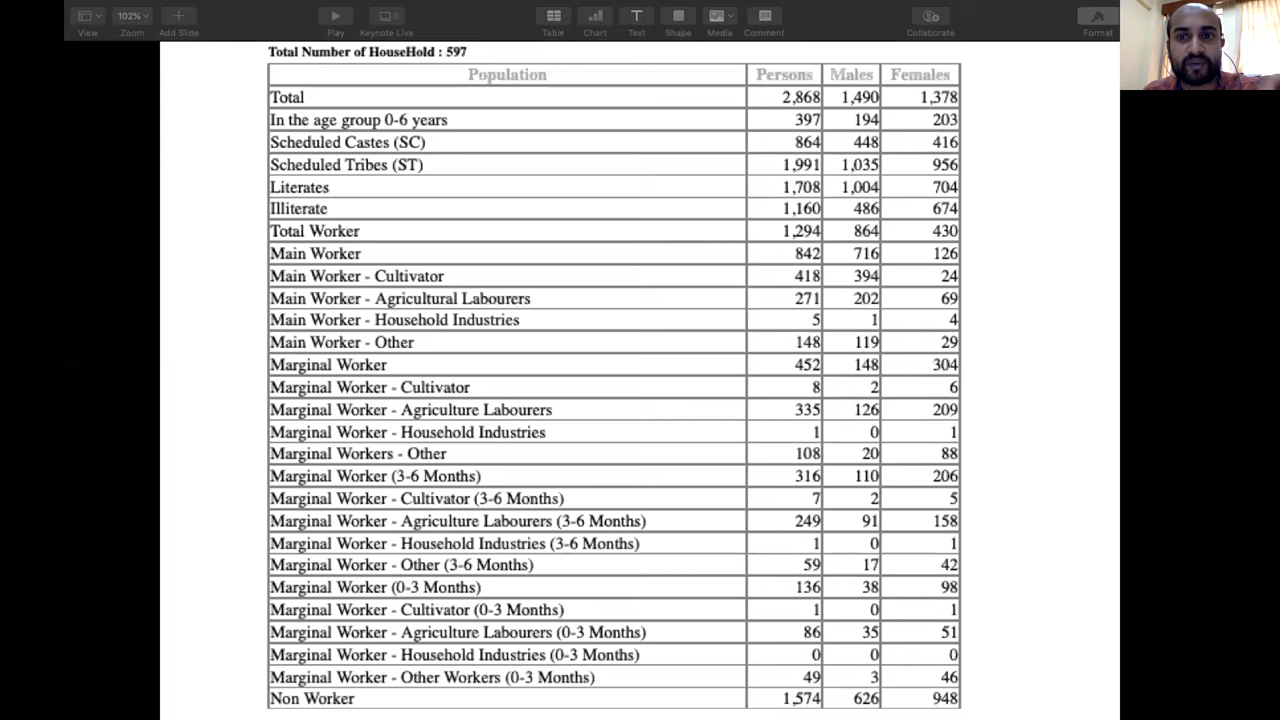 102%
View Zoom Add Slide Play Keynote Live Table Chart Text Shape Media Comment Collaborate Format
Total Number of HouseHold : 597
Population Persons Males Females
Total 2,868 1,490 1,378
In the age group 0-6 years 397 194 203
Scheduled Castes (SC) 864 448 416
Scheduled Tribes (ST) 1,991 1,035 956
Literates 1,708 1,004 704
Illiterate 1,160 486 674
Total Worker 1,294 864 430
Main Worker 842 716 126
Main Worker - Cultivator 418 394 24
Main Worker - Agricultural Labourers 271 202 69
Main Worker - Household Industries 5 1 4
Main Worker - Other 148 119 29
Marginal Worker 452 148 304
Marginal Worker - Cultivator 8 2 6
Marginal Worker - Agriculture Labourers 335 126 209
Marginal Worker - Household Industries 1 0 1
Marginal Workers - Other 108 20 88
Marginal Worker (3-6 Months) 316 110 206
Marginal Worker - Cultivator (3-6 Months) 7 2 5
Marginal Worker - Agriculture Labourers (3-6 Months) 249 91 158
Marginal Worker - Household Industries (3-6 Months) 1 0 1
Marginal Worker - Other (3-6 Months) 59 17 42
Marginal Worker (0-3 Months) 136 38 98
Marginal Worker - Cultivator (0-3 Months) 1 0 1
Marginal Worker - Agriculture Labourers (0-3 Months) 86 35 51
Marginal Worker - Household Industries (0-3 Months) 0 0 0
Marginal Worker - Other Workers (0-3 Months) 49 3 46
Non Worker 1,574 626 948